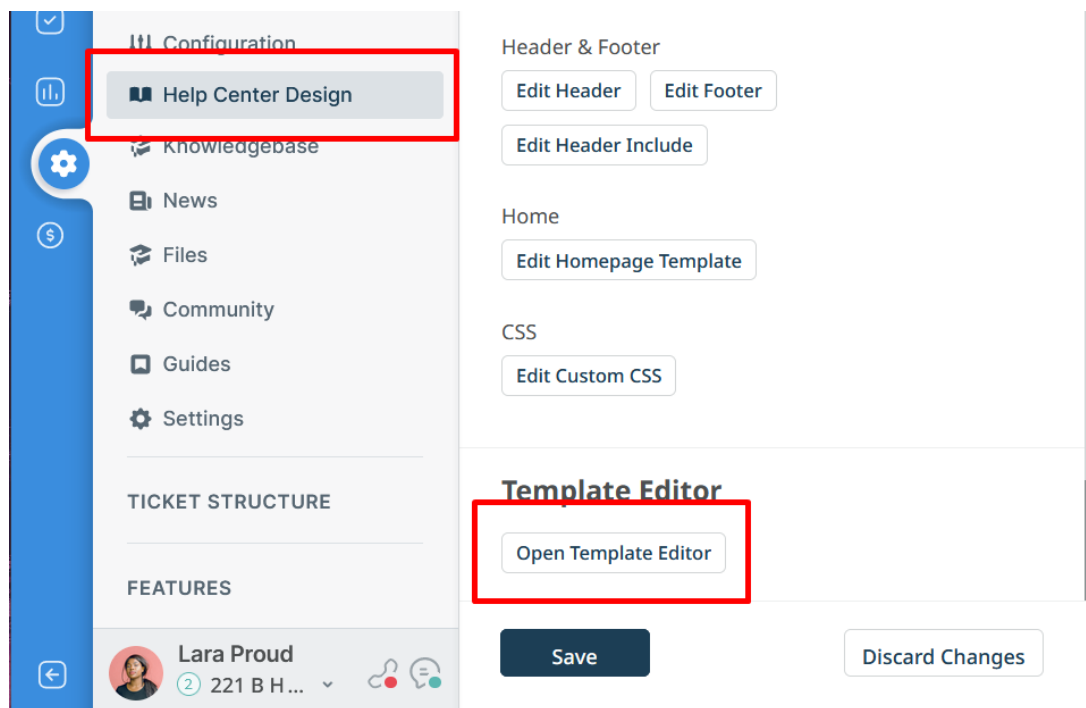 Configuration
Help Center Design
Knowledgebase
News
Files
Community
Guides
Settings
TICKET STRUCTURE
FEATURES
Lara Proud
2 221 B H ...
Header & Footer
Edit Header Edit Footer
Edit Header Include
Home
Edit Homepage Template
CSS
Edit Custom CSS
Template Editor
Open Template Editor
Save Discard Changes